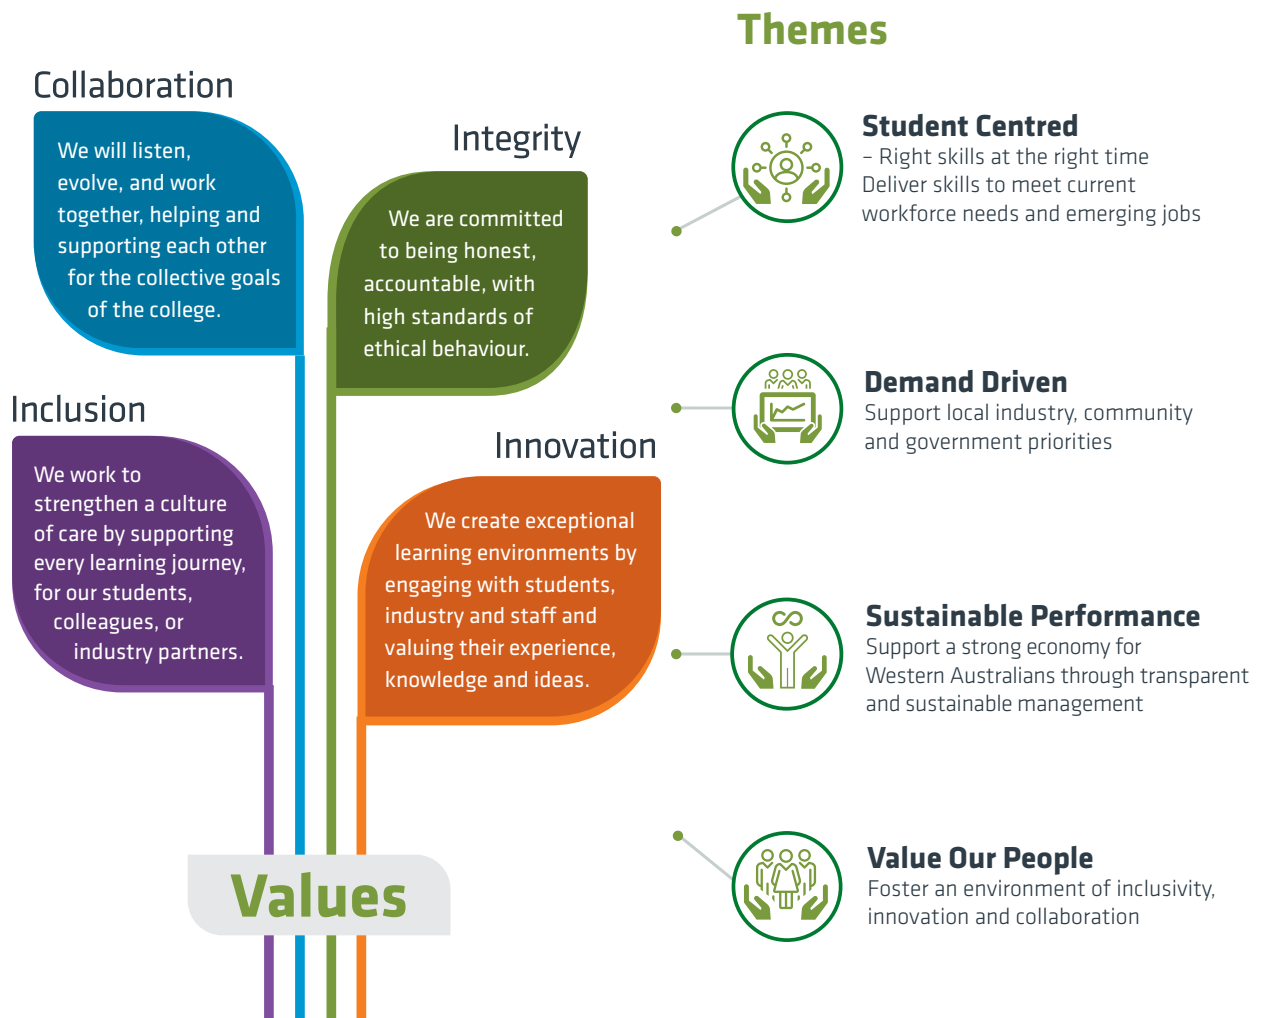 Collaboration
We will listen,
evolve, and work
together, helping and
supporting each other
for the collective goals
of the college.
Integrity
We are committed
to being honest,
accountable, with
high standards of
ethical behaviour.
Inclusion
We work to
strengthen a culture
of care by supporting
every learning journey,
for our students,
colleagues, or
industry partners.
Innovation
We create exceptional
learning environments by
engaging with students,
industry and staff and
valuing their experience,
knowledge and ideas.
Values
Themes
Student Centred
– Right skills at the right time
Deliver skills to meet current
workforce needs and emerging jobs
Demand Driven
Support local industry, community
and government priorities
Sustainable Performance
Support a strong economy for
Western Australians through transparent
and sustainable management
Value Our People
Foster an environment of inclusivity,
innovation and collaboration